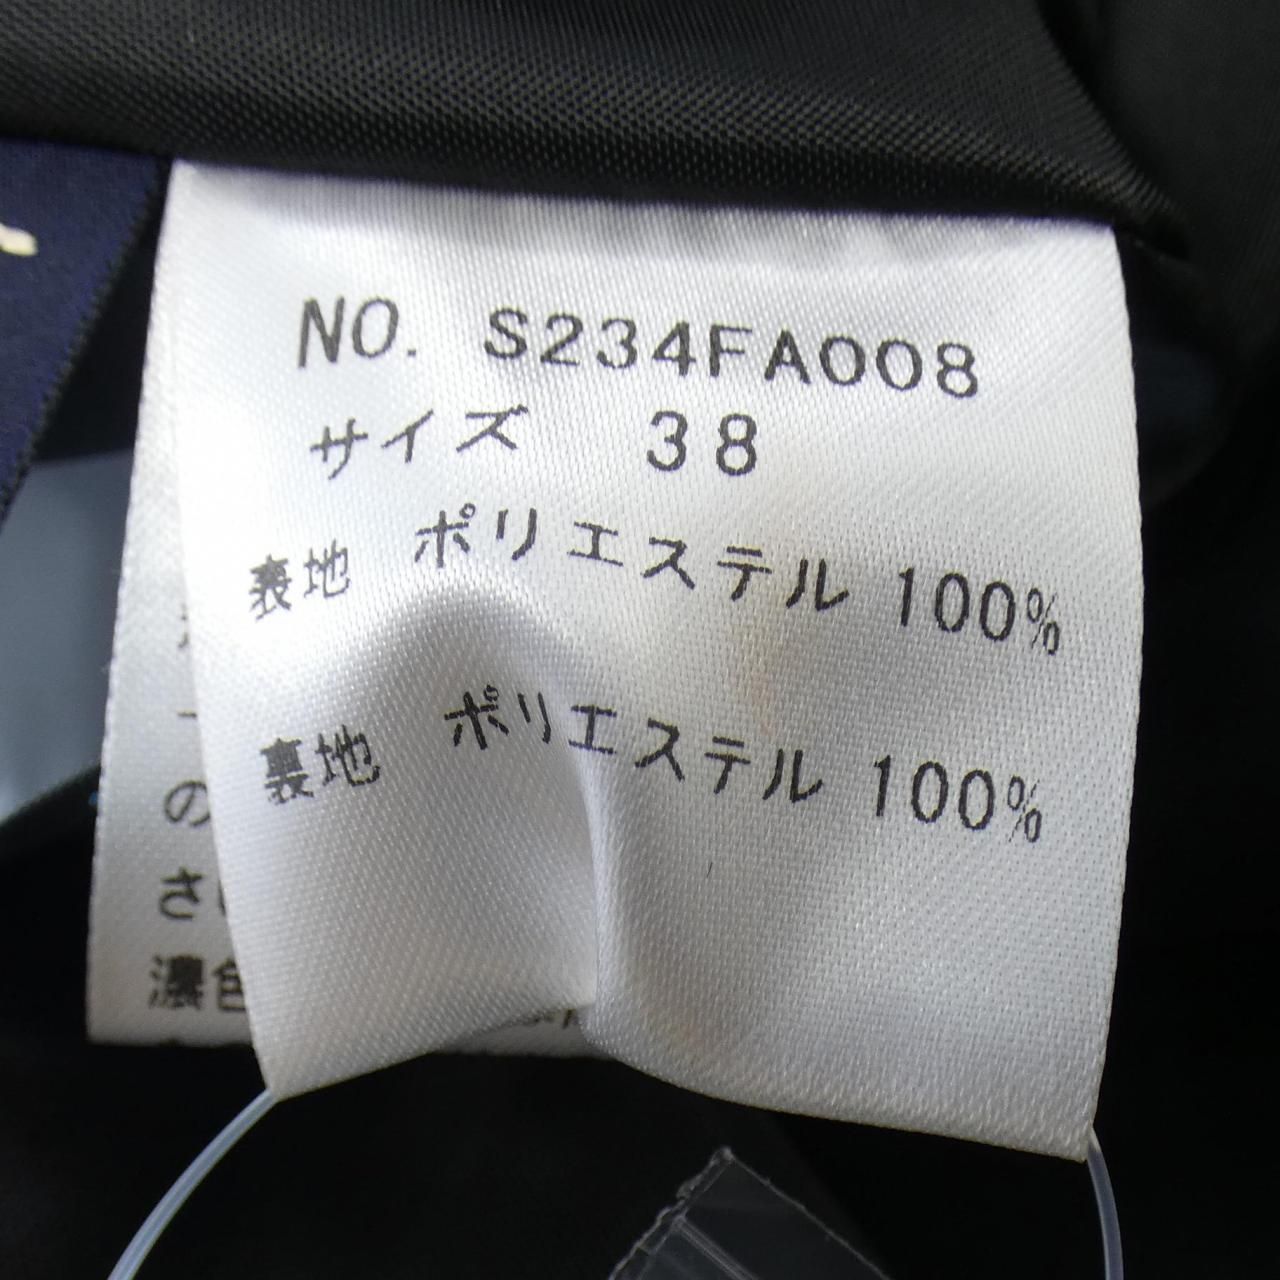 NO. S234FA008
サイズ 38
表地 ポリエステル 100%
裏地 ポリエステル 100%
の
さ
濃色